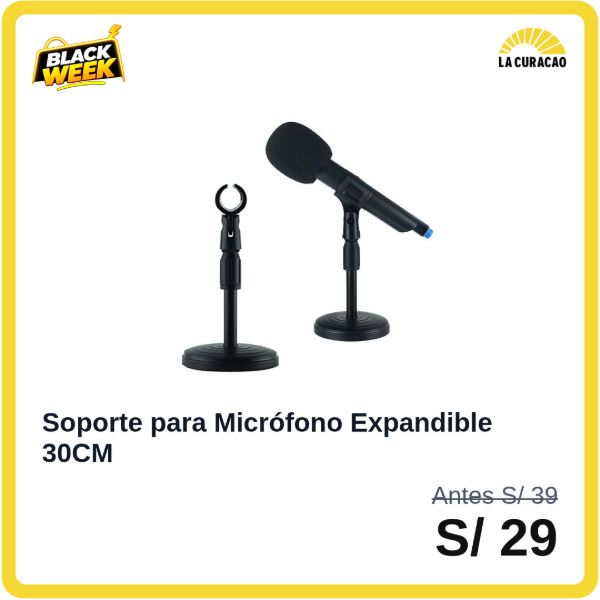 BLACK
WEEK
LA CURACAO
Soporte para Micrófono Expandible
30CM
Antes S/ 39
S/ 29